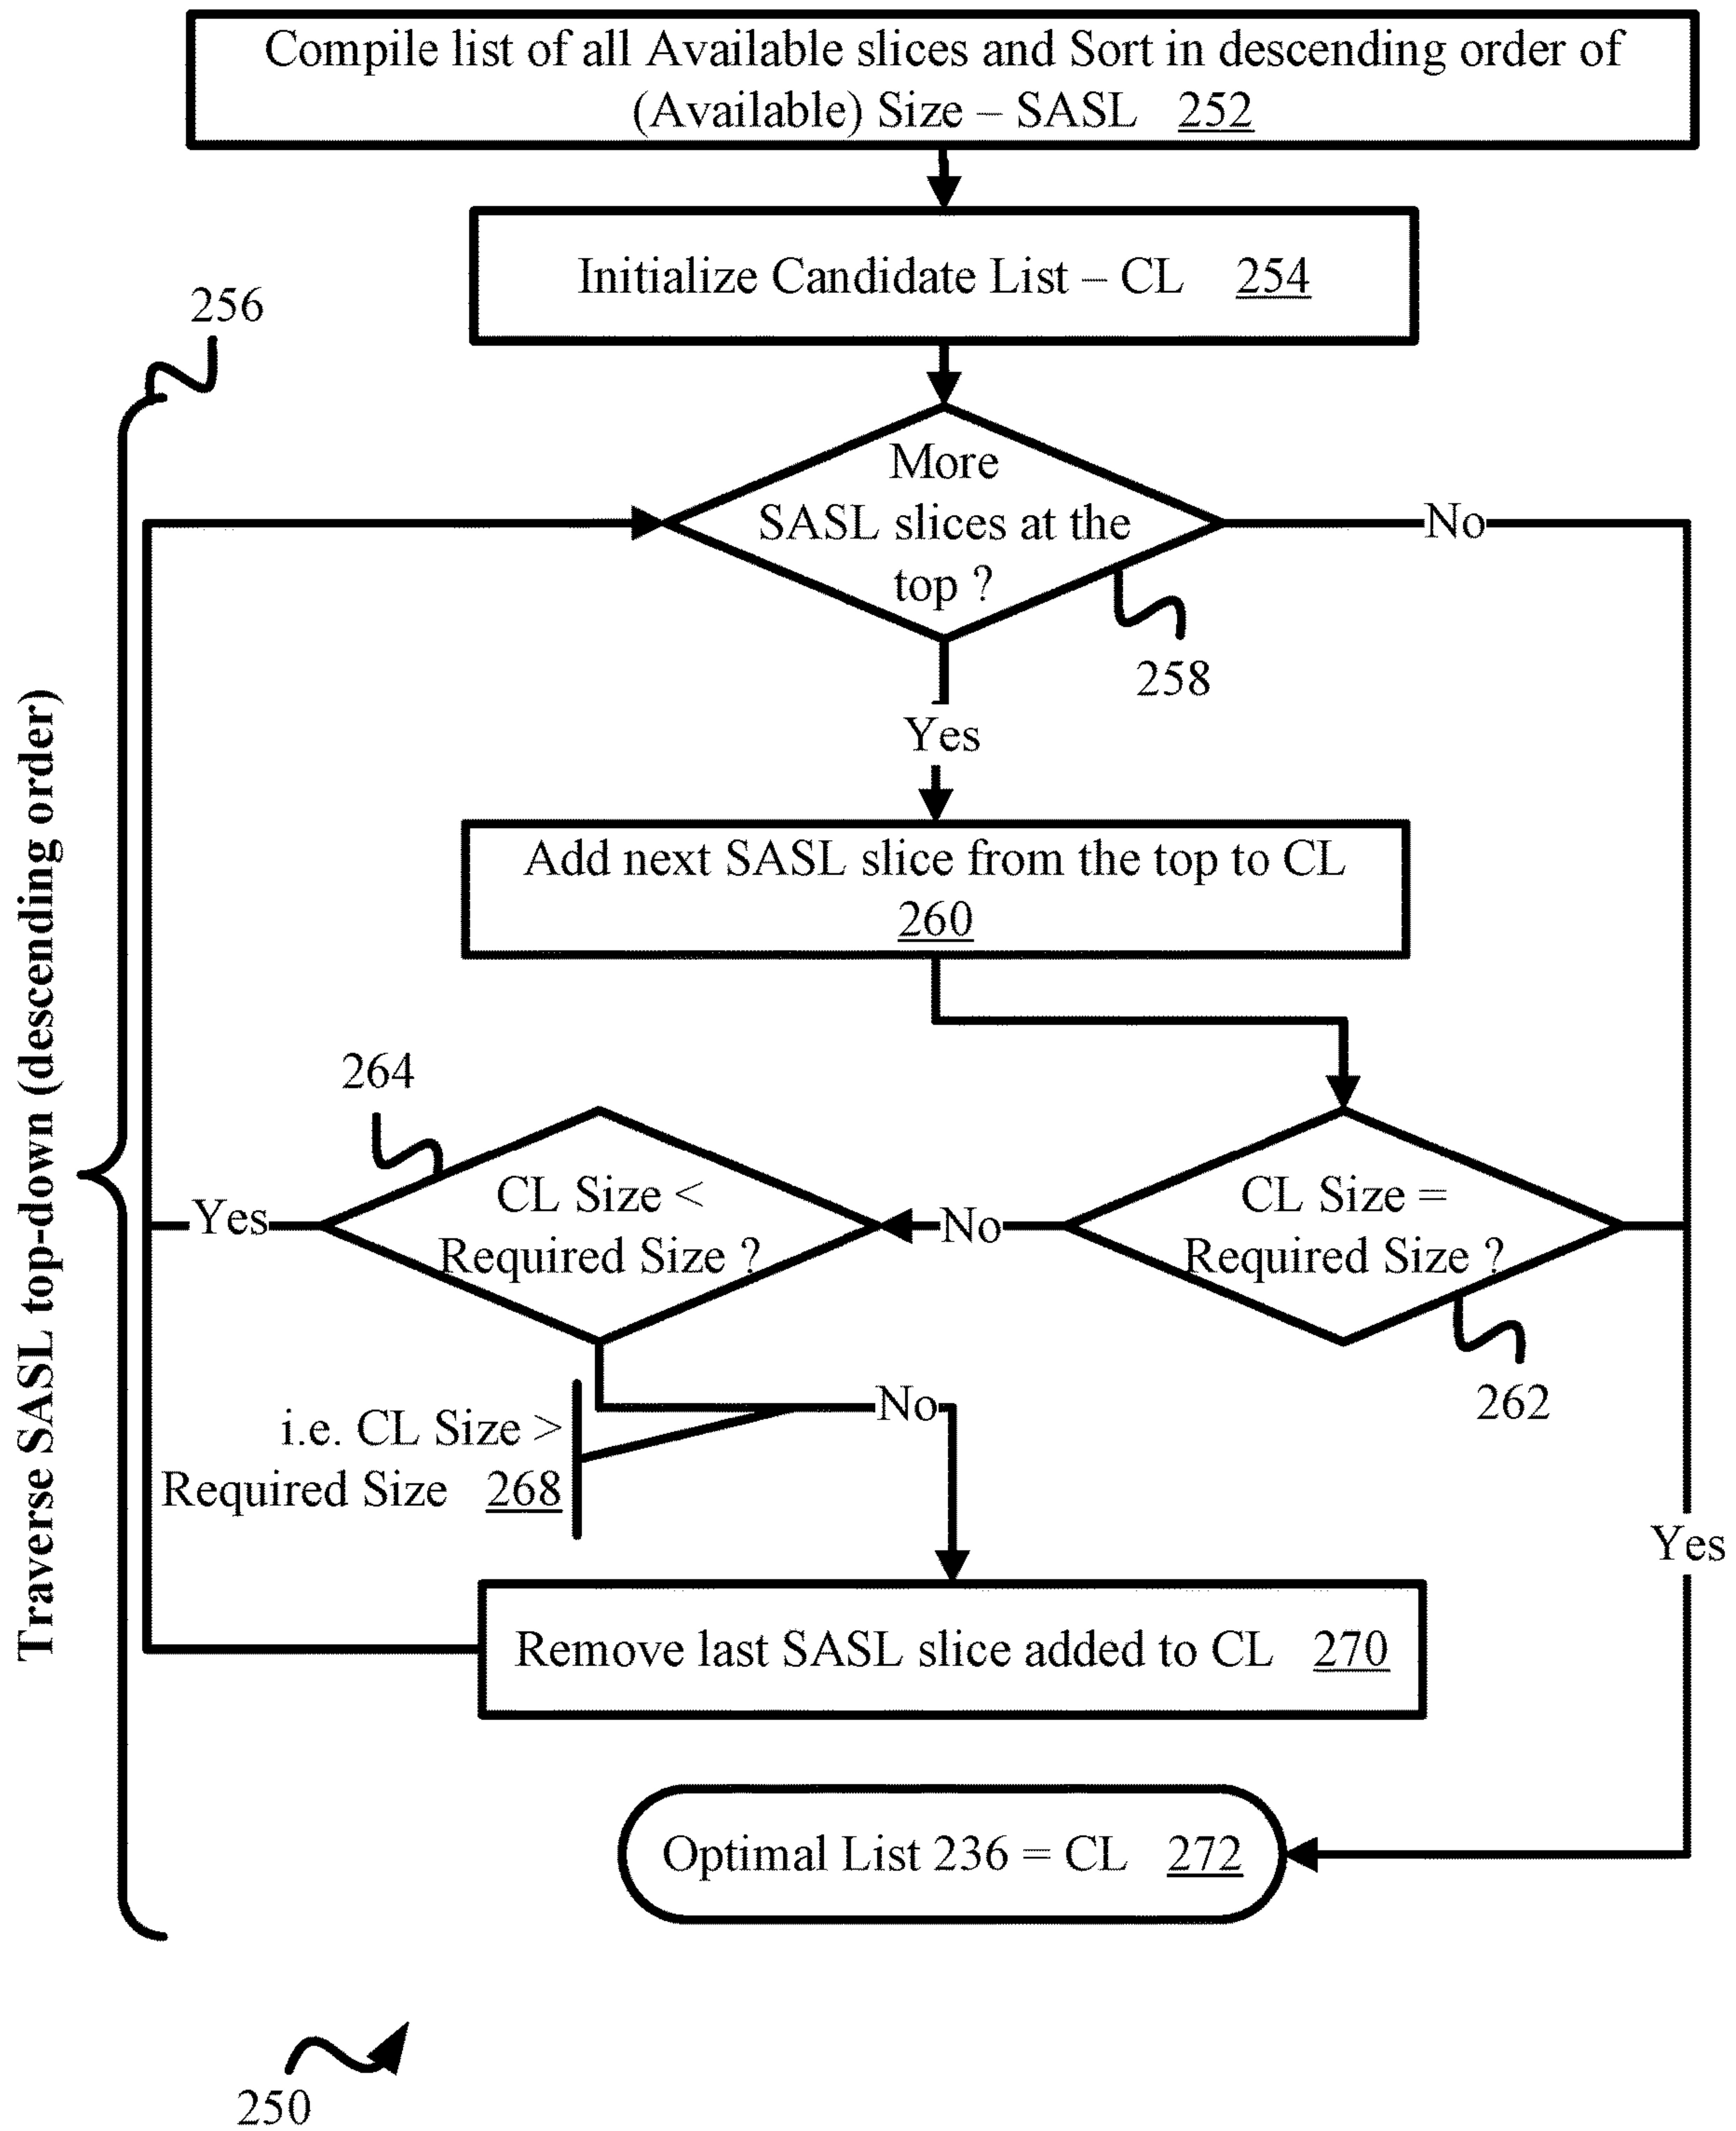 Compile list of all Available slices and Sort in descending order of
(Available) Size – SASL 252
Initialize Candidate List – CL 254
256
More
SASL slices at the
top ?
No
258
Yes
Add next SASL slice from the top to CL
260
264
CL Size <
Required Size ?
Yes
No
CL Size =
Required Size ?
262
No
i.e. CL Size >
Required Size 268
Yes
Remove last SASL slice added to CL 270
Optimal List 236 = CL 272
Traverse SASL top-down (descending order)
250